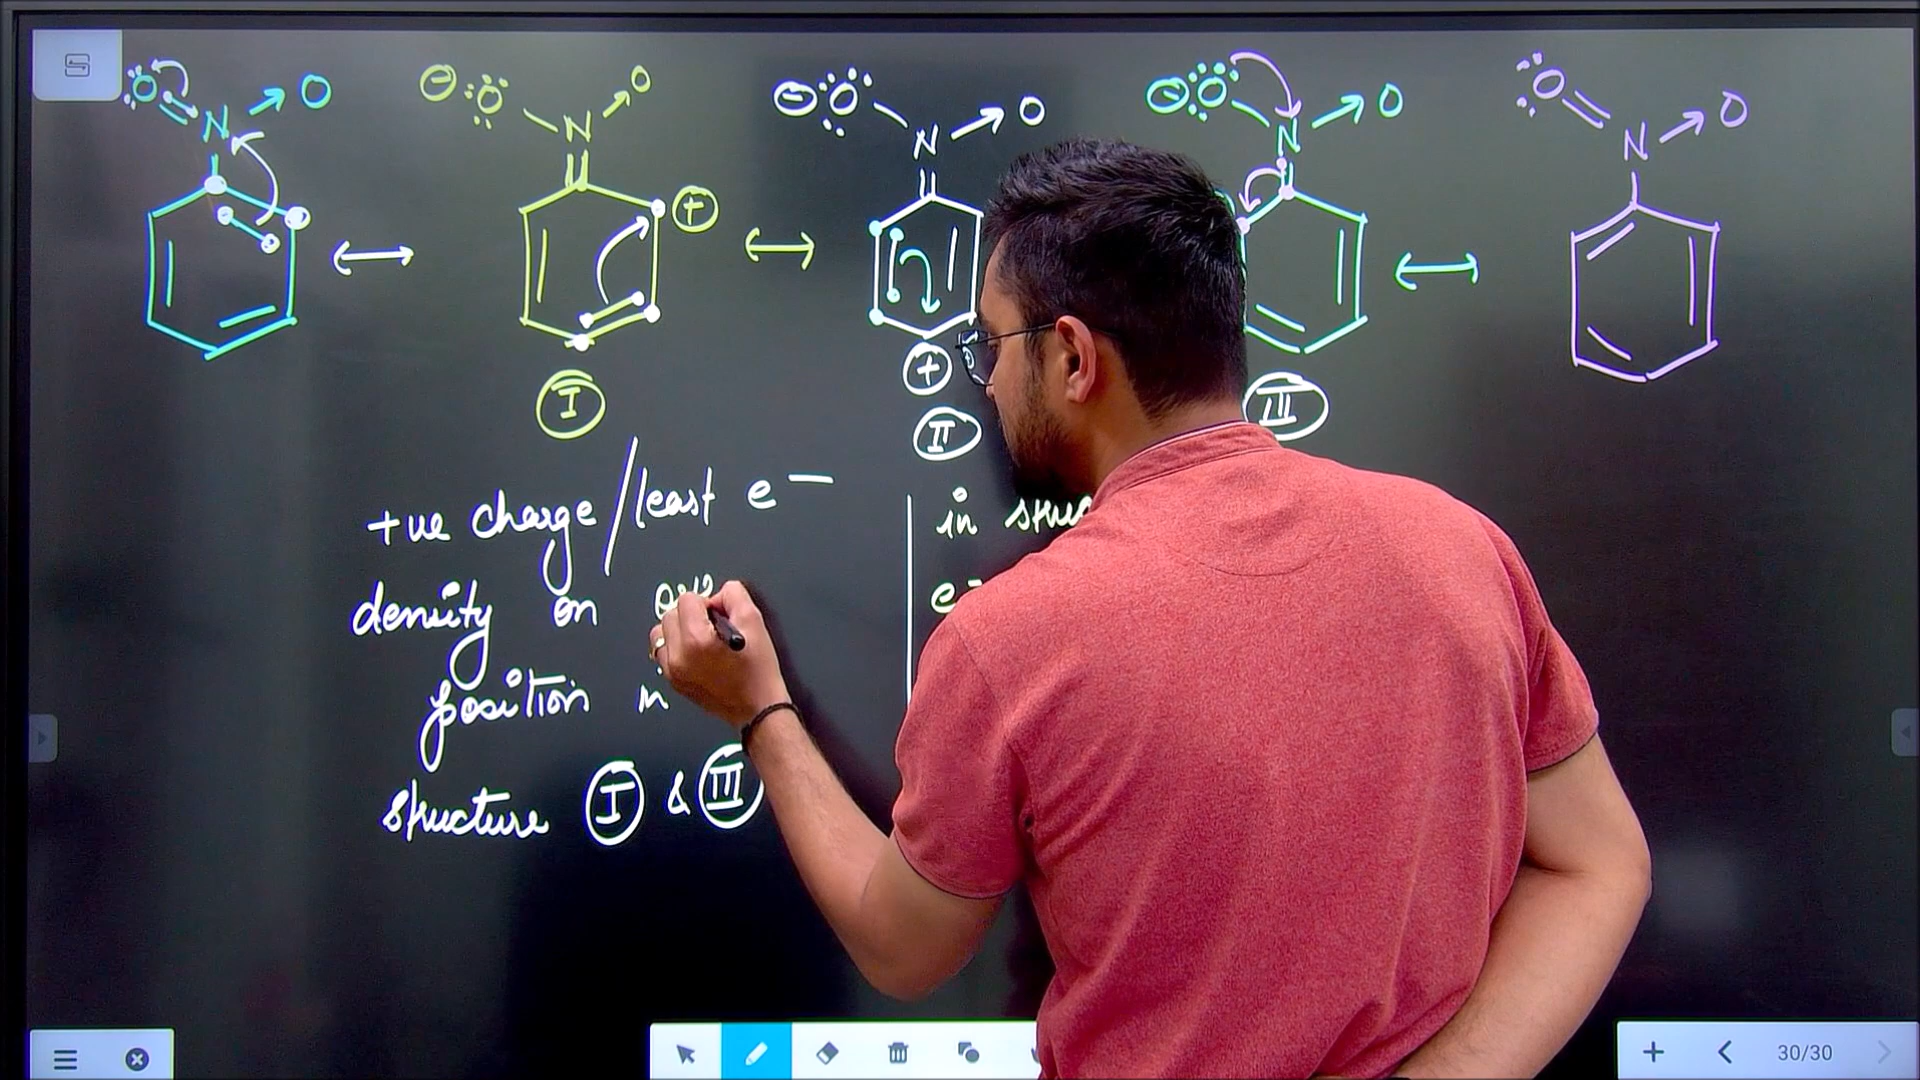 O N → O ↔ ⊖ O N → O ⊕ ↔ ⊖ O N → O ⊕ ⊖ O N → O ↔ O N → O
I II III
+ve charge / least e⁻
density on
position in
structure I & III
in
e⁻
30/30